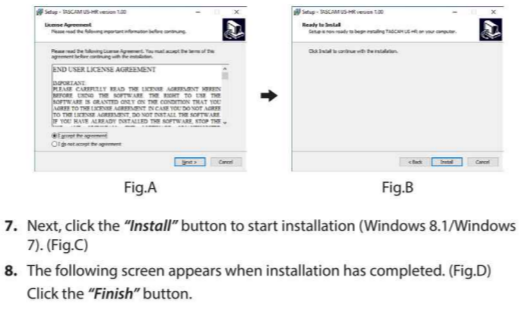 Setup - TASCAM US-HR version 1.00
License Agreement
Please read the following important information before continuing.
Please read the following License Agreement. You must accept the terms of this
agreement before continuing with the installation.
END USER LICENSE AGREEMENT
IMPORTANT:
PLEASE CAREFULLY READ THE LICENSE AGREEMENT HEREIN
BEFORE USING THE SOFTWARE. THE RIGHT TO USE THE
SOFTWARE IS GRANTED ONLY ON THE CONDITION THAT YOU
AGREE TO THE LICENSE AGREEMENT. IN CASE YOU DO NOT AGREE
TO THE LICENSE AGREEMENT, DO NOT INSTALL THE SOFTWARE.
IF YOU HAVE ALREADY INSTALLED THE SOFTWARE, STOP THE
I accept the agreement
I do not accept the agreement
Next >
Cancel
Fig.A
Setup - TASCAM US-HR version 1.00
Ready to Install
Setup is now ready to begin installing TASCAM US-HR on your computer.
Click Install to continue with the installation.
< Back
Install
Cancel
Fig.B
7. Next, click the "Install" button to start installation (Windows 8.1/Windows
7). (Fig.C)
8. The following screen appears when installation has completed. (Fig.D)
Click the "Finish" button.